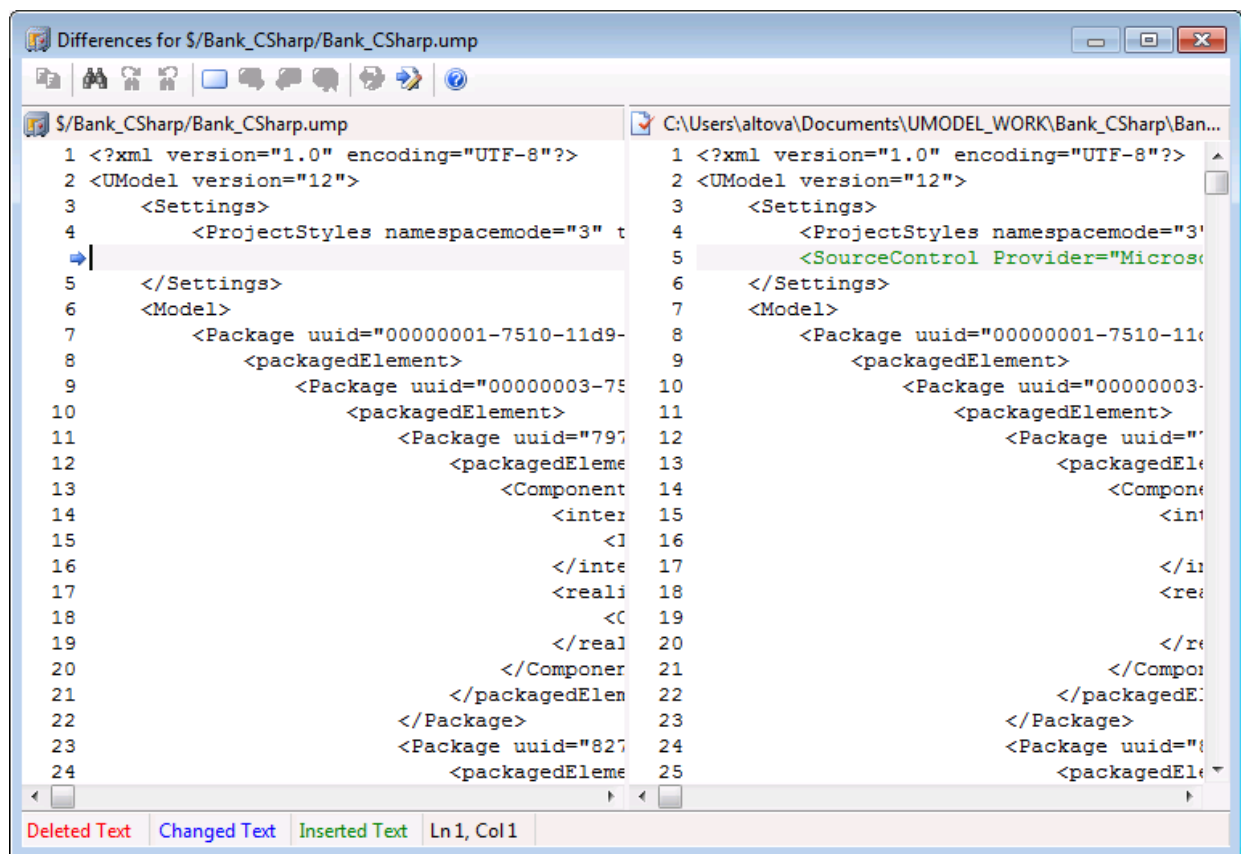 Differences for $/Bank_CSharp/Bank_CSharp.ump
$/Bank_CSharp/Bank_CSharp.ump
1 <?xml version="1.0" encoding="UTF-8"?>
2 <UModel version="12">
3 <Settings>
4 <ProjectStyles namespacemode="3" t
5 </Settings>
6 <Model>
7 <Package uuid="00000001-7510-11d9-
8 <packagedElement>
9 <Package uuid="00000003-75
10 <packagedElement>
11 <Package uuid="797
12 <packagedEleme
13 <Component
14 <inter
15 <I
16 </inte
17 <reali
18 <C
19 </real
20 </Componen
21 </packagedElem
22 </Package>
23 <Package uuid="827
24 <packagedEleme
C:\Users\altova\Documents\UMODEL_WORK\Bank_CSharp\Ban...
1 <?xml version="1.0" encoding="UTF-8"?>
2 <UModel version="12">
3 <Settings>
4 <ProjectStyles namespacemode="3"
5 <SourceControl Provider="Microso
6 </Settings>
7 <Model>
8 <Package uuid="00000001-7510-11d
9 <packagedElement>
10 <Package uuid="00000003-
11 <packagedElement>
12 <Package uuid="
13 <packagedEle
14 <Compone
15 <int
16
17 </in
18 <rea
19
20 </re
21 </Compon
22 </packagedE
23 </Package>
24 <Package uuid="8
25 <packagedEle
Deleted Text Changed Text Inserted Text Ln 1, Col 1